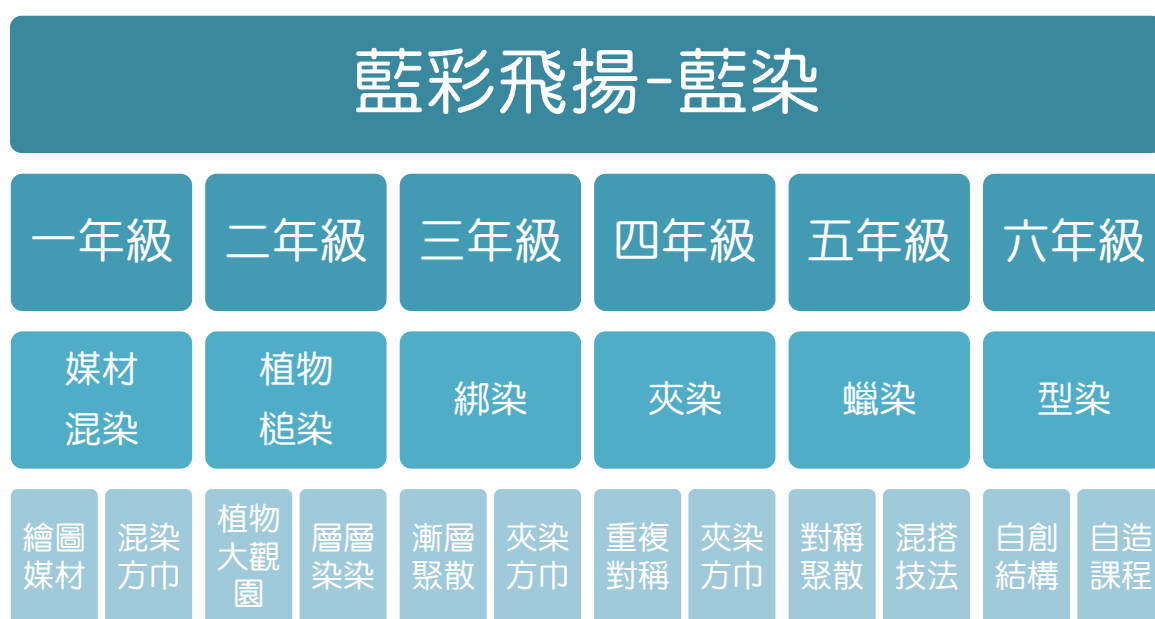 藍彩飛揚-藍染
一年級
二年級
三年級
四年級
五年級
六年級
媒材
混染
植物
槌染
綁染
夾染
蠟染
型染
繪圖
媒材
混染
方巾
植物
大觀
園
層層
染染
漸層
聚散
夾染
方巾
重複
對稱
夾染
方巾
對稱
聚散
混搭
技法
自創
結構
自造
課程